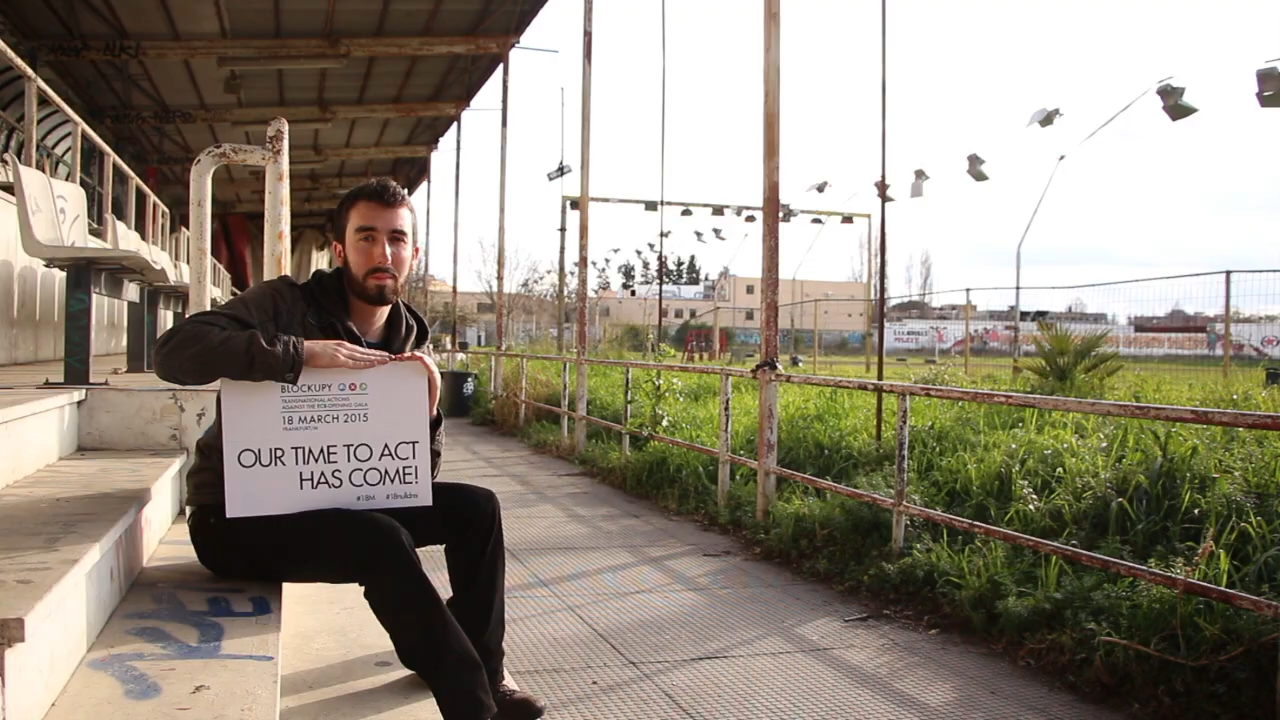 BLOCKUPY
TRANSNATIONAL ACTIONS
AGAINST THE ECB OPENING GALA
18 MARCH 2015
FRANKFURT/M
OUR TIME TO ACT
HAS COME!
#18M #18nulldrei